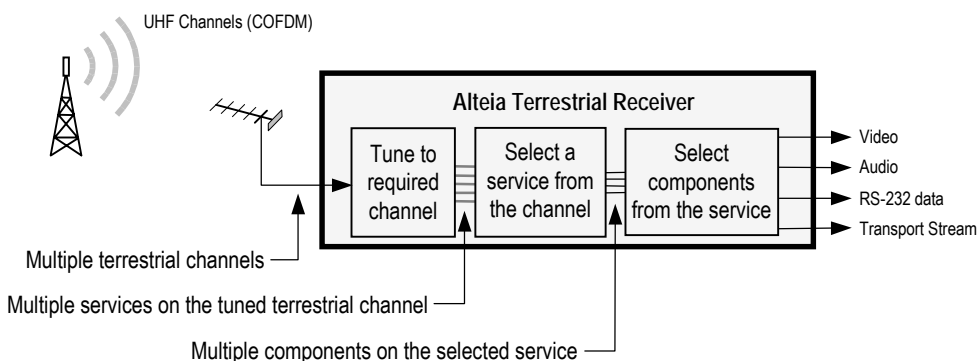 UHF Channels (COFDM)
Alteia Terrestrial Receiver
Tune to
required
channel
Select a
service from
the channel
Select
components
from the service
Video
Audio
RS-232 data
Transport Stream
Multiple terrestrial channels
Multiple services on the tuned terrestrial channel
Multiple components on the selected service